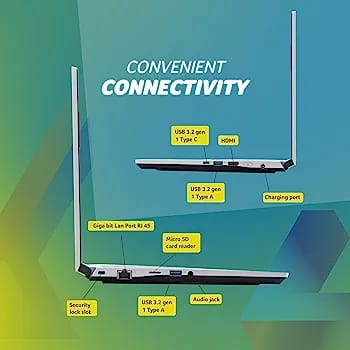 CONVENIENT
CONNECTIVITY
USB 3.2 gen
1 Type C
HDMI
USB 3.2 gen
1 Type A
Charging port
Giga bit Lan Port RJ 45
Micro SD
card reader
Security
lock slot
USB 3.2 gen
1 Type A
Audio jack